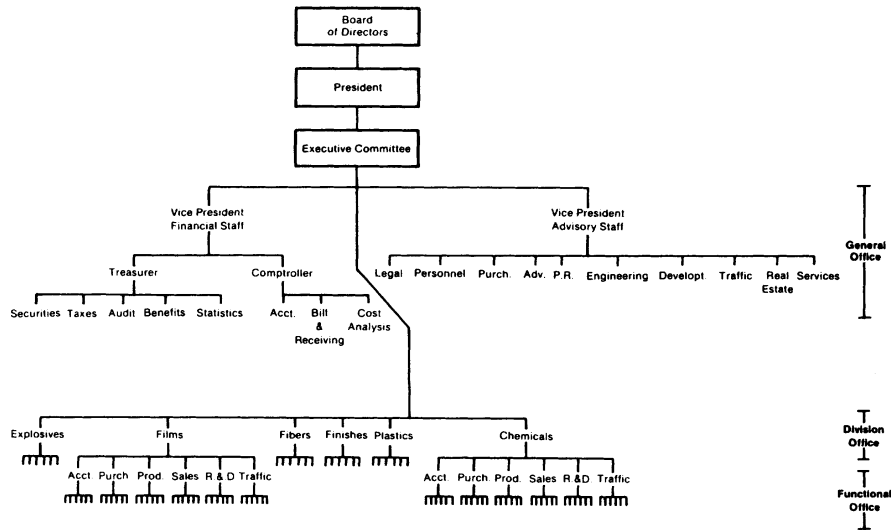 Board
of Directors
President
Executive Committee
Vice President
Financial Staff
Vice President
Advisory Staff
General
Office
Treasurer
Comptroller
Legal Personnel Purch. Adv. P.R. Engineering Developt. Traffic Real
Estate Services
Securities Taxes Audit Benefits Statistics
Acct. Bill
&
Receiving Cost
Analysis
Explosives Films Fibers Finishes Plastics Chemicals
Division
Office
Acct. Purch Prod. Sales R & D Traffic
Acct. Purch. Prod. Sales R &D. Traffic
Functional
Office